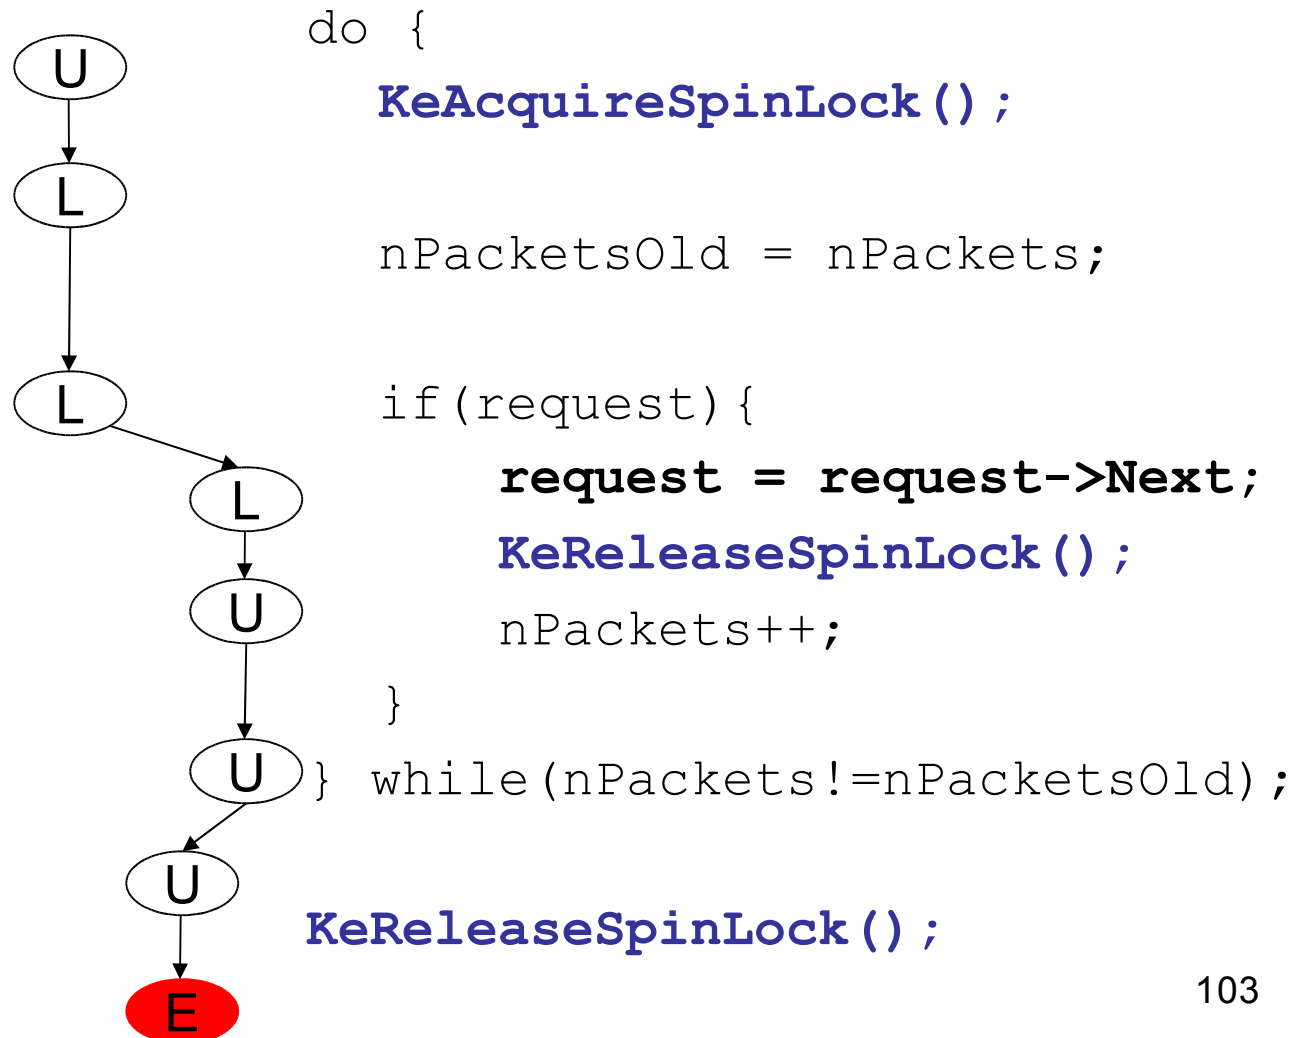 do {
U
KeAcquireSpinLock();
L
nPacketsOld = nPackets;
L
if(request){
request = request->Next;
L
KeReleaseSpinLock();
U
nPackets++;
}
U
} while(nPackets!=nPacketsOld);
U
KeReleaseSpinLock();
E
103